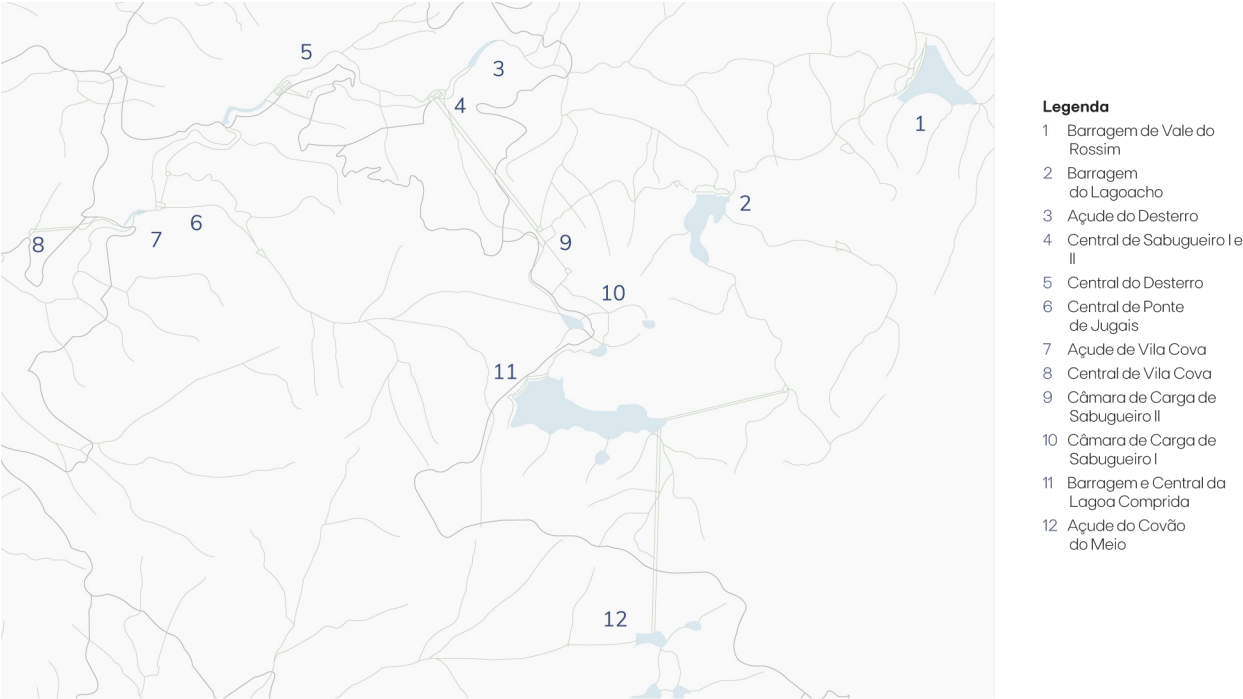 5
3
4
1
2
6
7
8
9
10
11
12
Legenda
1 Barragem de Vale do
Rossim
2 Barragem
do Lagoacho
3 Açude do Desterro
4 Central de Sabugueiro I e
II
5 Central do Desterro
6 Central de Ponte
de Jugais
7 Açude de Vila Cova
8 Central de Vila Cova
9 Câmara de Carga de
Sabugueiro II
10 Câmara de Carga de
Sabugueiro I
11 Barragem e Central da
Lagoa Comprida
12 Açude do Covão
do Meio